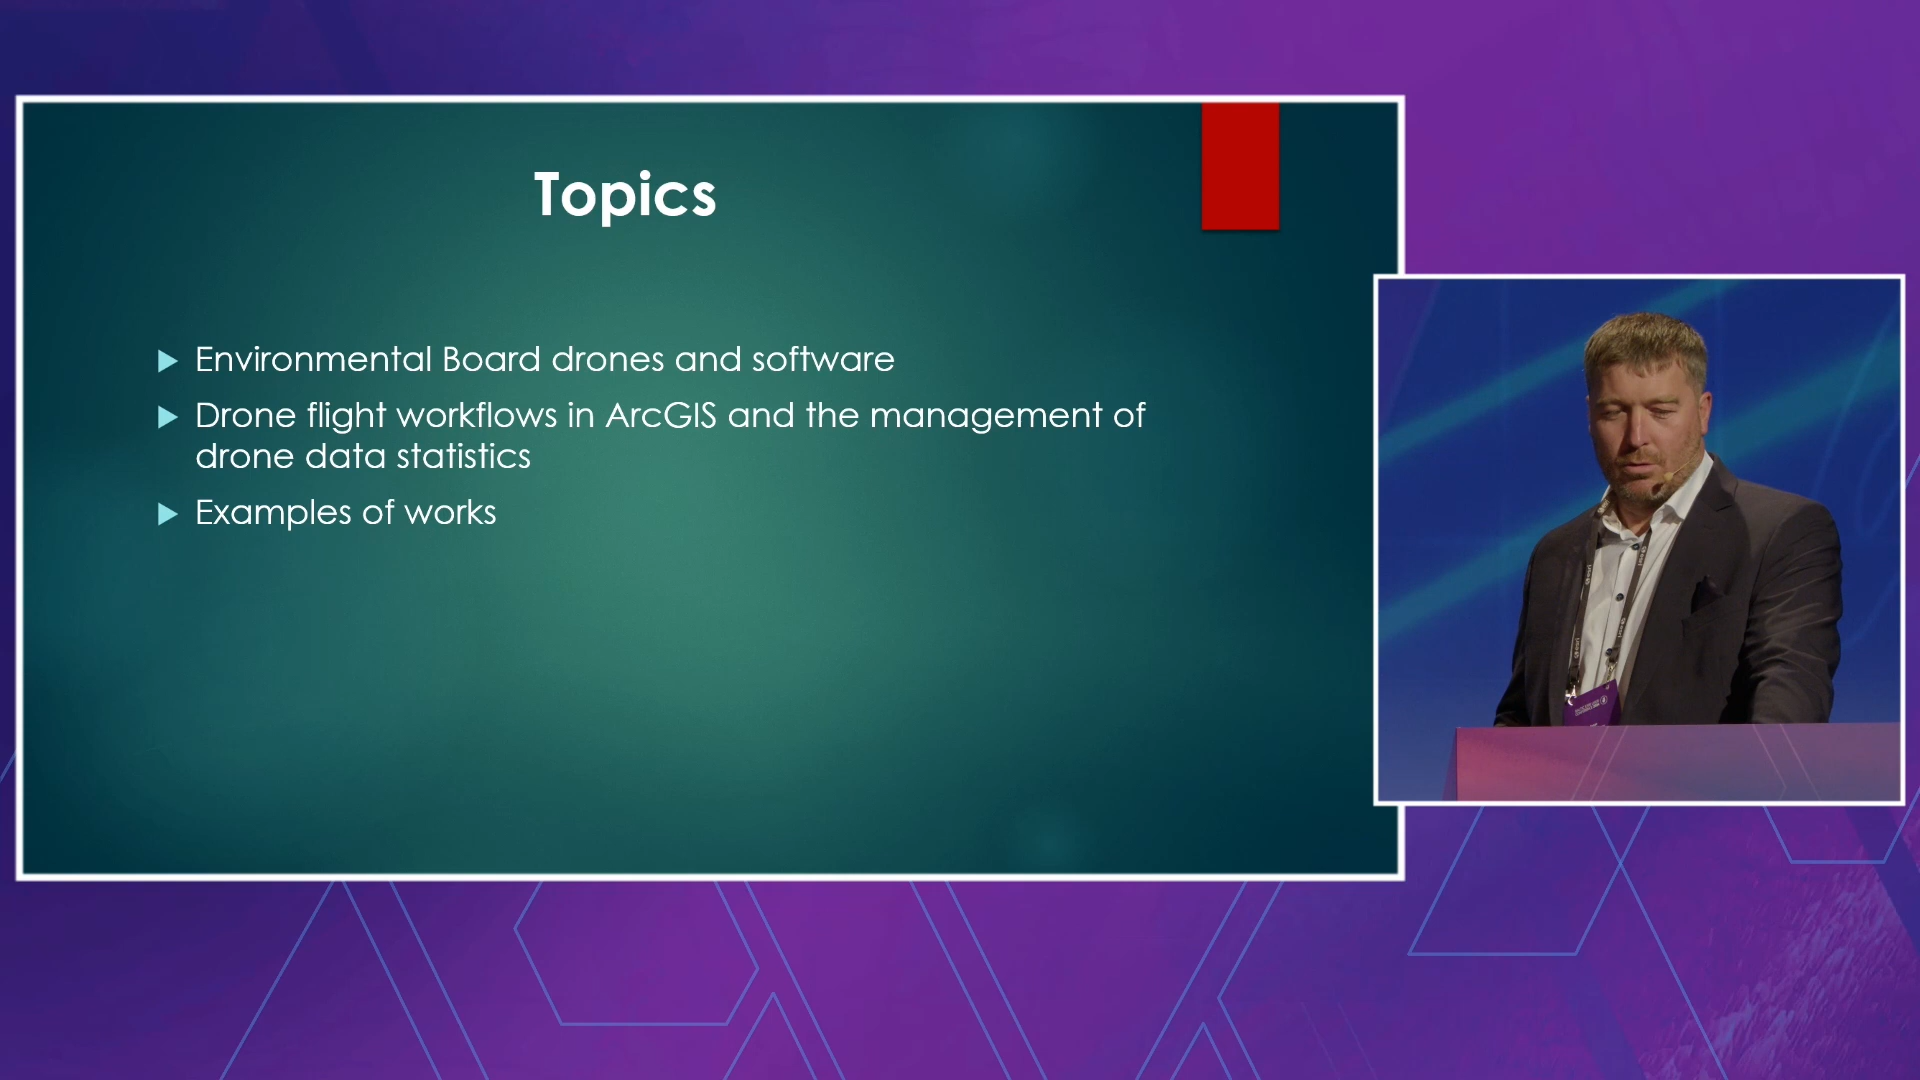 Topics
Environmental Board drones and software
Drone flight workflows in ArcGIS and the management of
drone data statistics
Examples of works